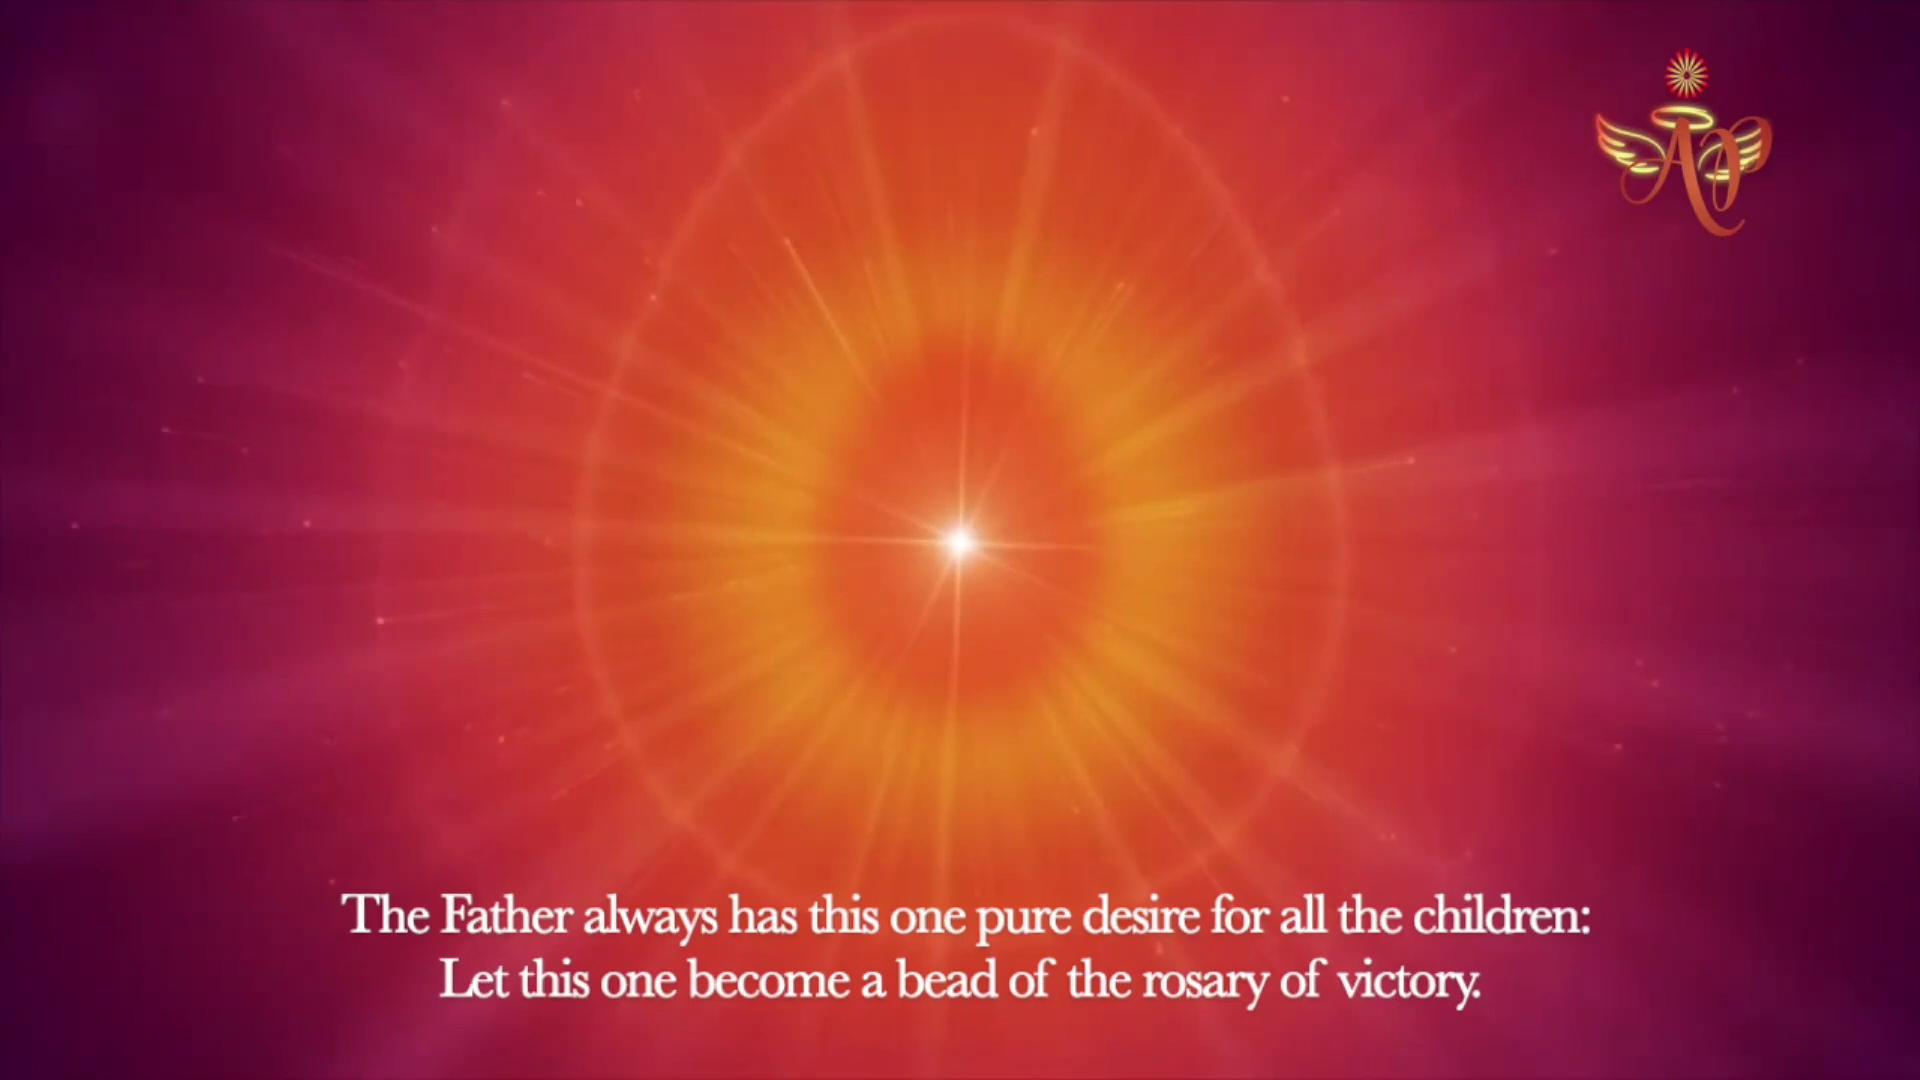 AP
The Father always has this one pure desire for all the children:
Let this one become a bead of the rosary of victory.